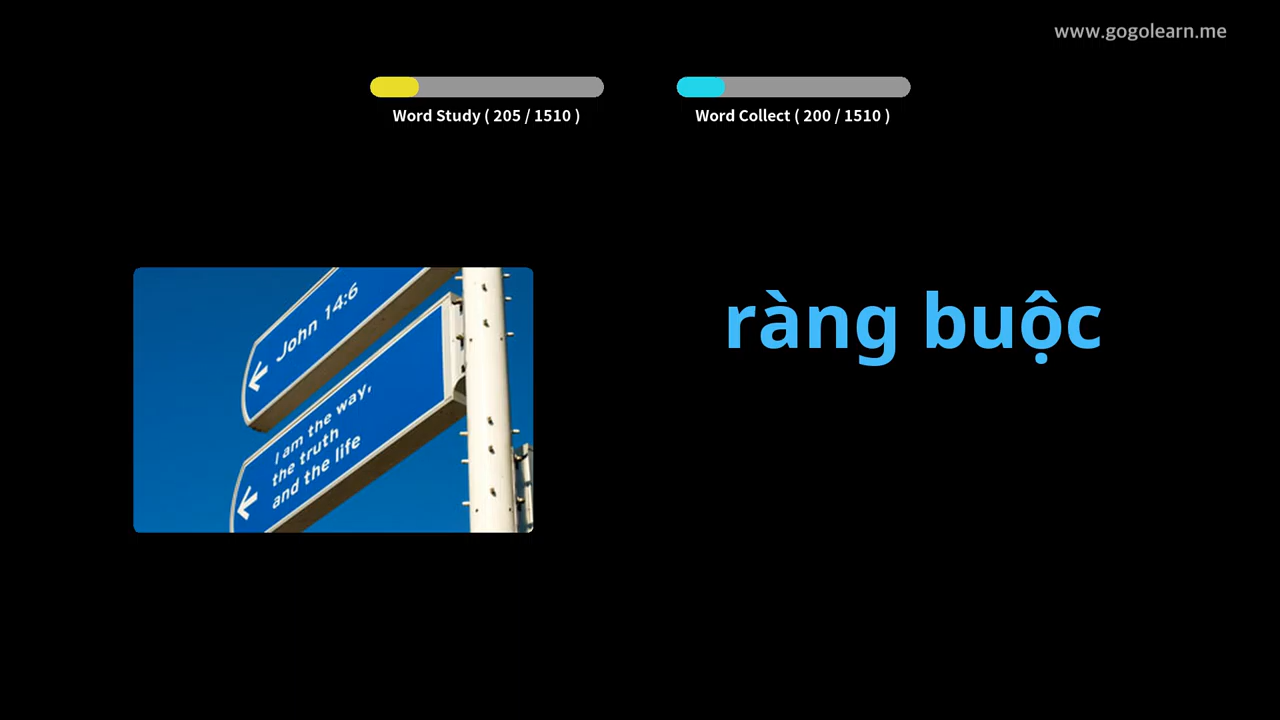 www.gogolearn.me
Word Study ( 205 / 1510 )
Word Collect ( 200 / 1510 )
John 14:6
I am the way,
the truth
and the life
ràng buộc